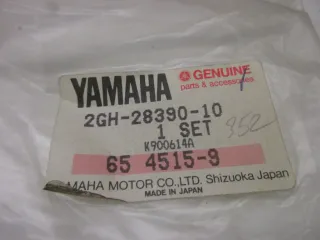 YAMAHA GENUINE
parts & accessories
2GH-28390-10
1 SET
352
K900614A
65 4515-9
AMAHA MOTOR CO.,LTD. Shizuoka Japan
MADE IN JAPAN